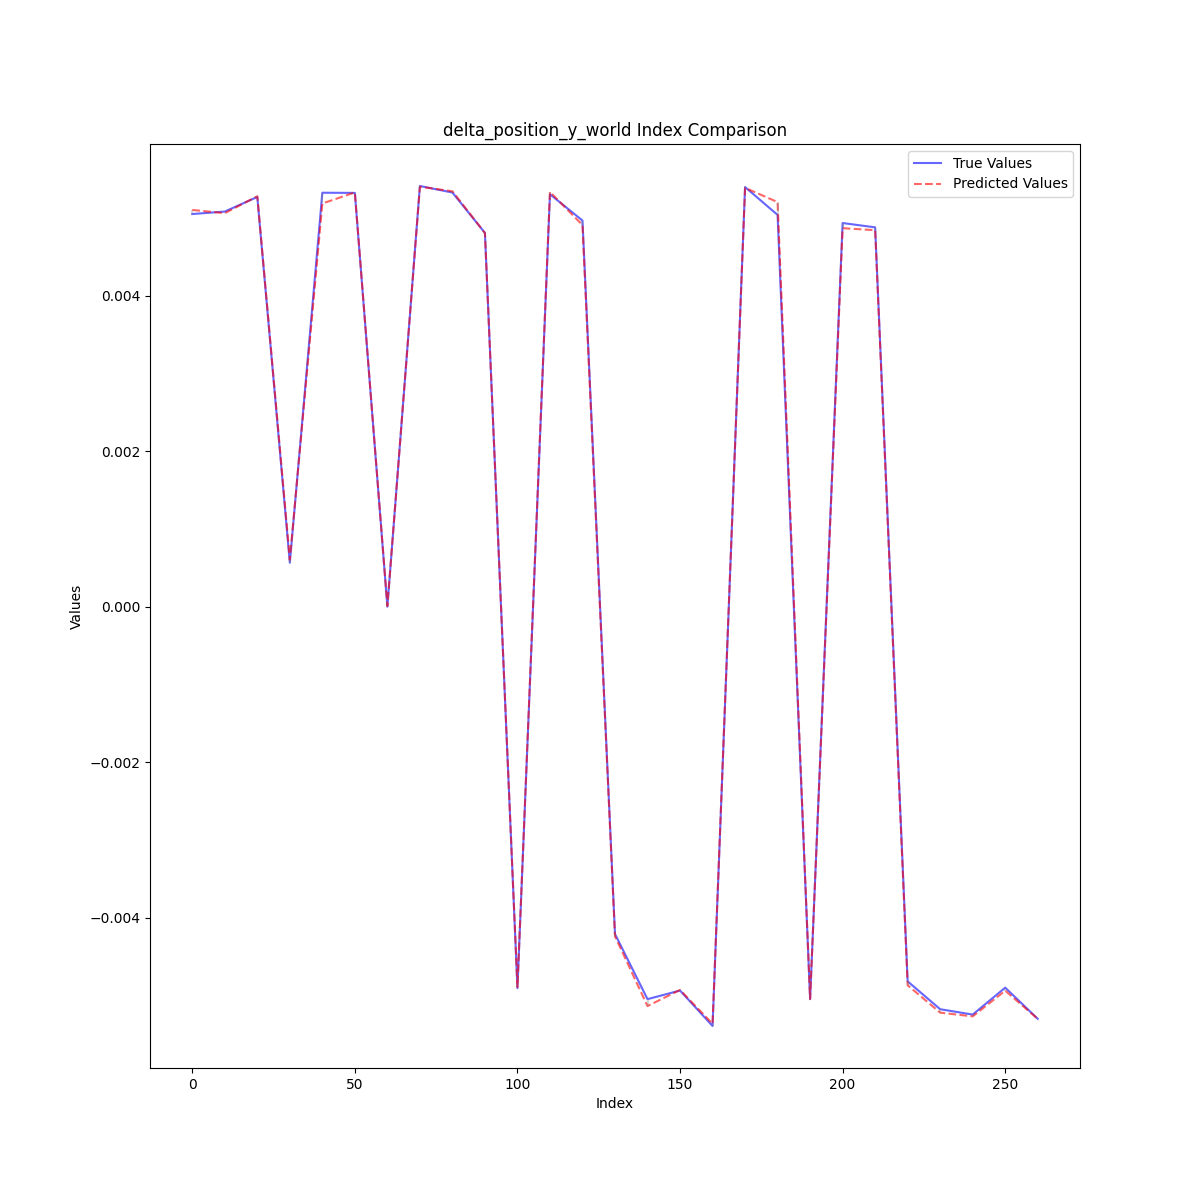 delta_position_y_world Index Comparison
True Values
Predicted Values
0.004
0.002
0.000
−0.002
−0.004
Values
0
50
100
150
200
250
Index